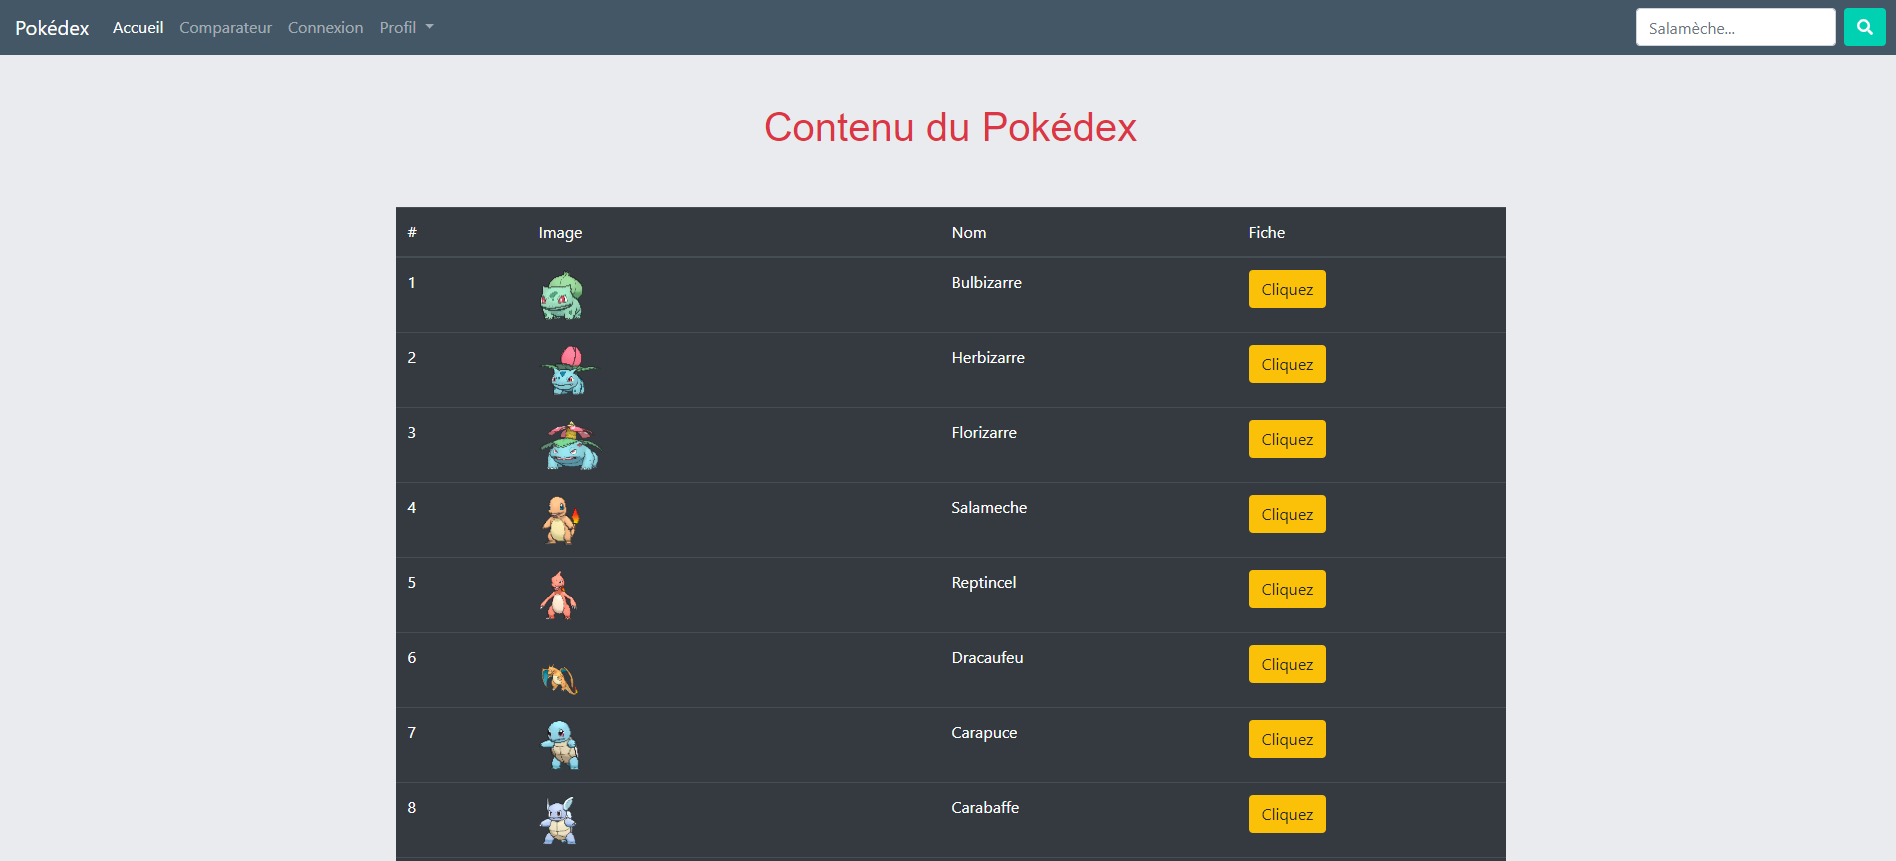 Pokédex Accueil Comparateur Connexion Profil Salamèche...
Contenu du Pokédex
# Image Nom Fiche
1 Bulbizarre Cliquez
2 Herbizarre Cliquez
3 Florizarre Cliquez
4 Salameche Cliquez
5 Reptincel Cliquez
6 Dracaufeu Cliquez
7 Carapuce Cliquez
8 Carabaffe Cliquez